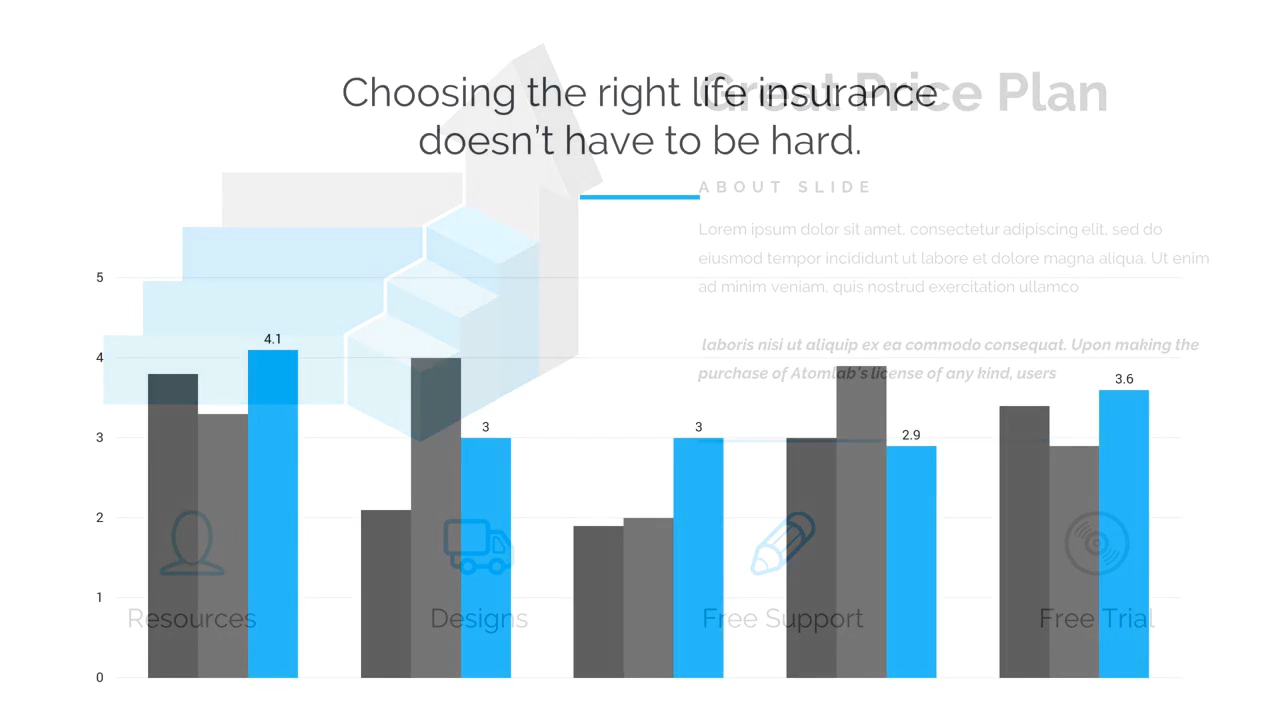 Choosing the right life insurance
doesn’t have to be hard.
Great Price Plan
ABOUT SLIDE
Lorem ipsum dolor sit amet, consectetur adipiscing elit, sed do
eiusmod tempor incididunt ut labore et dolore magna aliqua. Ut enim
ad minim veniam, quis nostrud exercitation ullamco
laboris nisi ut aliquip ex ea commodo consequat. Upon making the
purchase of Atomlab’s license of any kind, users
5
4
3
2
1
0
4.1
3
3
2.9
3.6
Resources
Designs
Free Support
Free Trial